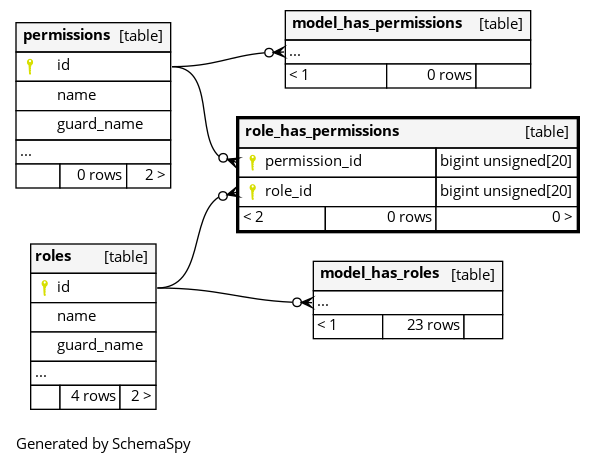 permissions [table]
id
name
guard_name
...
0 rows 2 >
model_has_permissions [table]
...
< 1 0 rows
role_has_permissions [table]
permission_id bigint unsigned[20]
role_id bigint unsigned[20]
< 2 0 rows 0 >
roles [table]
id
name
guard_name
...
4 rows 2 >
model_has_roles [table]
...
< 1 23 rows
Generated by SchemaSpy